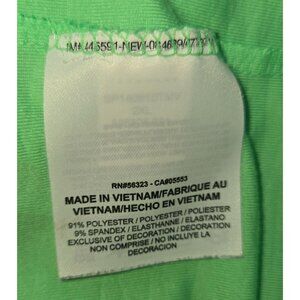 RN#56323 - CA#05553
MADE IN VIETNAM/FABRIQUE AU
VIETNAM/HECHO EN VIETNAM
91% POLYESTER / POLYESTER / POLIESTER
9% SPANDEX / ELASTHANNE / ELASTANO
EXCLUSIVE OF DECORATION / DECORATION
NON COMPRISE / NO INCLUYE LA
DECORACION